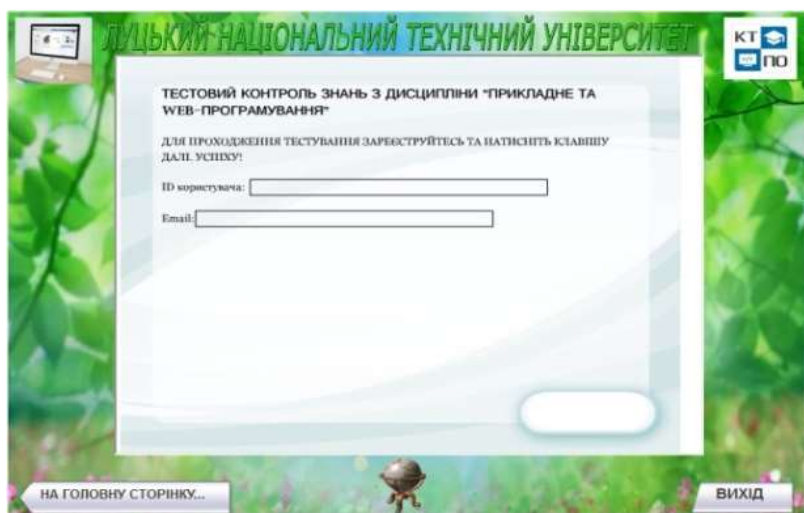 ЛУЦЬКИЙ НАЦІОНАЛЬНИЙ ТЕХНІЧНИЙ УНІВЕРСИТЕТ
КТ
ПО
ТЕСТОВИЙ КОНТРОЛЬ ЗНАНЬ З ДИСЦИПЛІНИ "ПРИКЛАДНЕ ТА
WEB-ПРОГРАМУВАННЯ"
ДЛЯ ПРОХОДЖЕННЯ ТЕСТУВАННЯ ЗАРЕЄСТРУЙТЕСЬ ТА НАТИСНІТЬ КЛАВІШУ
ДАЛІ. УСПІХУ!
ID користувача:
Email:
НА ГОЛОВНУ СТОРІНКУ...
ВИХІД